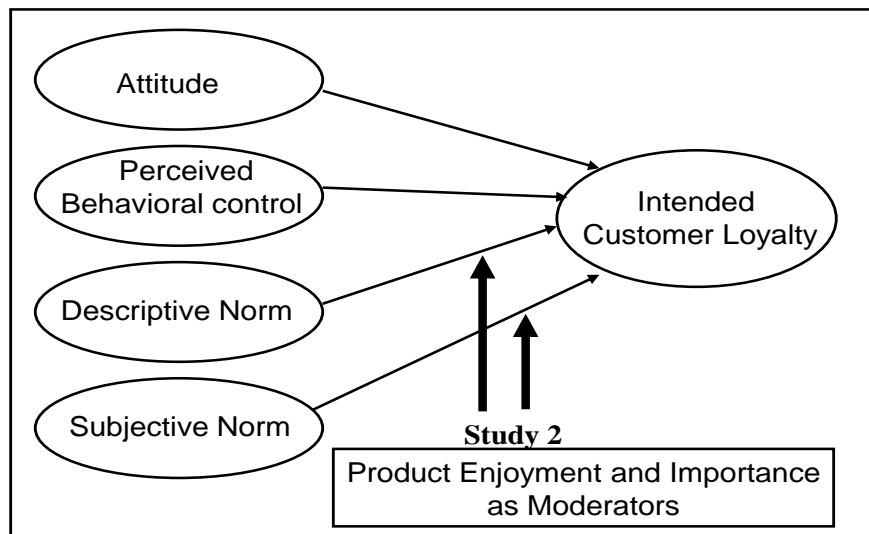 Attitude
Perceived
Behavioral control
Descriptive Norm
Subjective Norm
Intended
Customer Loyalty
Study 2
Product Enjoyment and Importance
as Moderators